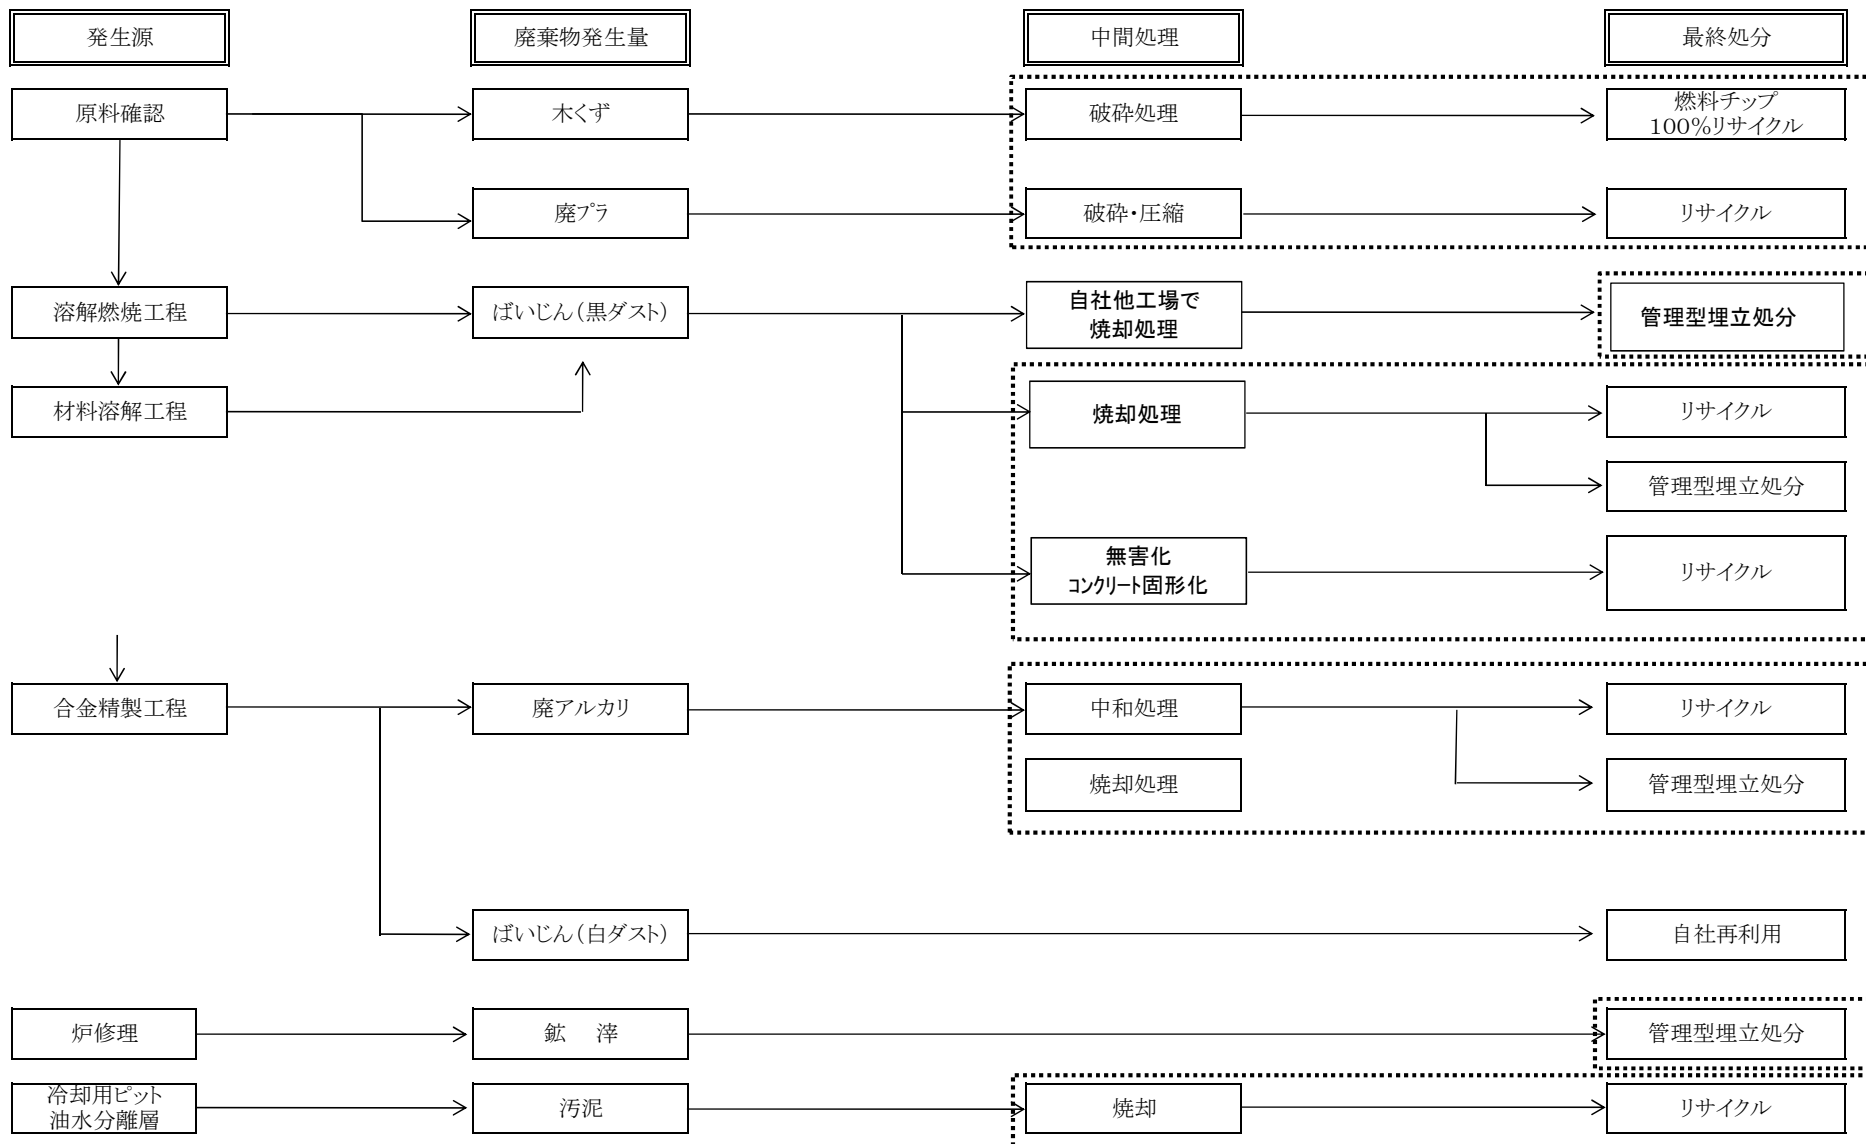 発生源
廃棄物発生量
中間処理
最終処分
原料確認
木くず
破砕処理
燃料チップ
100%リサイクル
廃プラ
破砕・圧縮
リサイクル
溶解燃焼工程
ばいじん（黒ダスト）
自社他工場で
焼却処理
管理型埋立処分
材料溶解工程
焼却処理
リサイクル
管理型埋立処分
無害化
コンクリート固形化
リサイクル
合金精製工程
廃アルカリ
中和処理
リサイクル
焼却処理
管理型埋立処分
ばいじん（白ダスト）
自社再利用
炉修理
鉱　滓
管理型埋立処分
冷却用ピット
油水分離層
汚泥
焼却
リサイクル